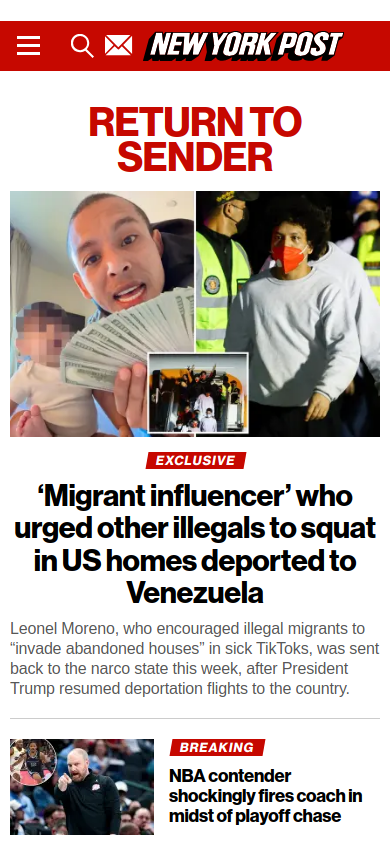 NEW YORK POST
RETURN TO
SENDER
EXCLUSIVE
‘Migrant influencer’ who
urged other illegals to squat
in US homes deported to
Venezuela
Leonel Moreno, who encouraged illegal migrants to
“invade abandoned houses” in sick TikToks, was sent
back to the narco state this week, after President
Trump resumed deportation flights to the country.
BREAKING
NBA contender
shockingly fires coach in
midst of playoff chase